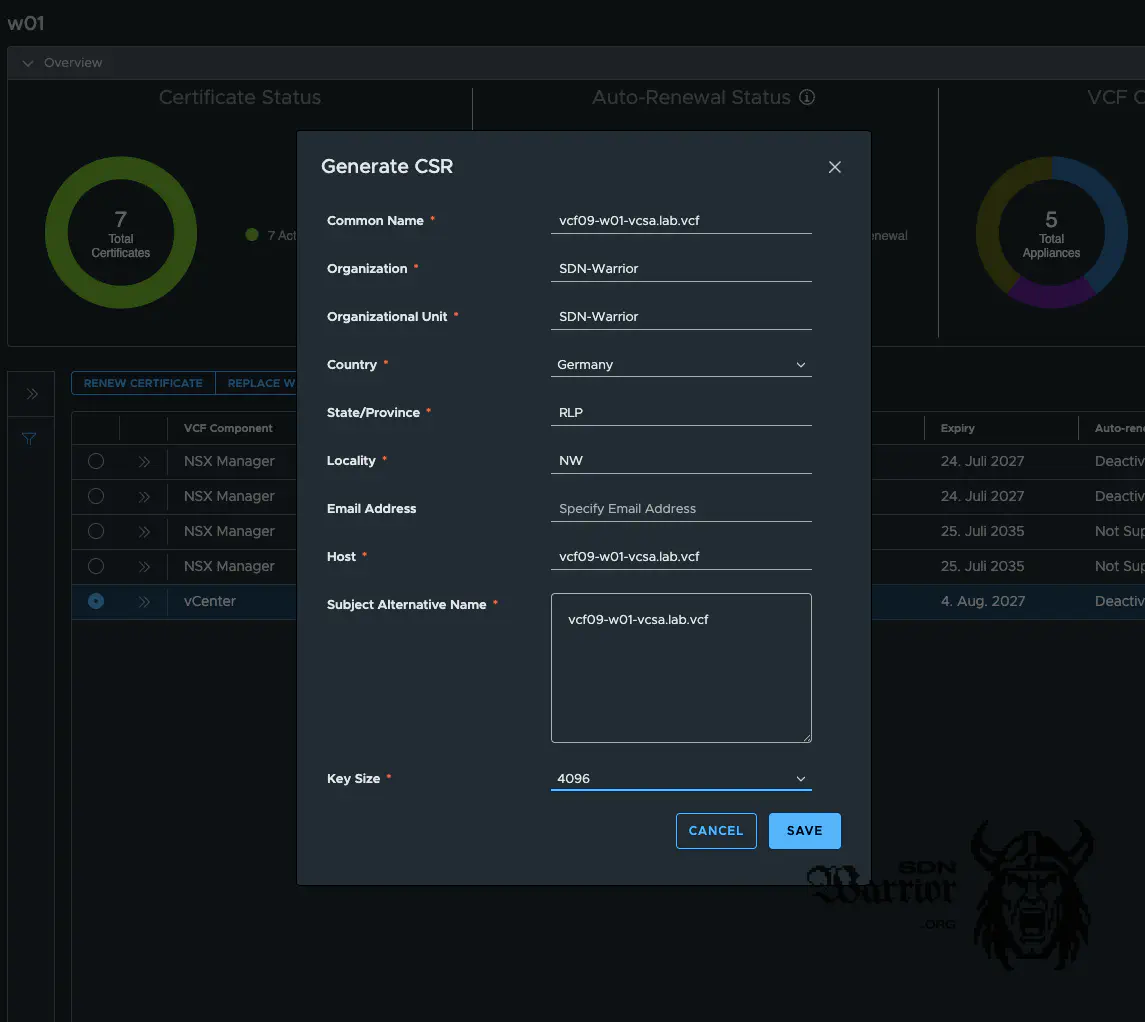 w01
Overview
Certificate Status
Auto-Renewal Status
VCF C
7
Total
Certificates
7 Act
enewal
5
Total
Appliances
Generate CSR
Common Name *
vcf09-w01-vcsa.lab.vcf
Organization *
SDN-Warrior
Organizational Unit *
SDN-Warrior
Country *
Germany
State/Province *
RLP
Locality *
NW
Email Address
Specify Email Address
Host *
vcf09-w01-vcsa.lab.vcf
Subject Alternative Name *
vcf09-w01-vcsa.lab.vcf
Key Size *
4096
CANCEL
SAVE
RENEW CERTIFICATE
REPLACE W
VCF Component
Expiry
Auto-rene
NSX Manager
24. Juli 2027
Deactiv
NSX Manager
24. Juli 2027
Deactiv
NSX Manager
25. Juli 2035
Not Sup
NSX Manager
25. Juli 2035
Not Sup
vCenter
4. Aug. 2027
Deactiv
SDN
Warrior
.ORG